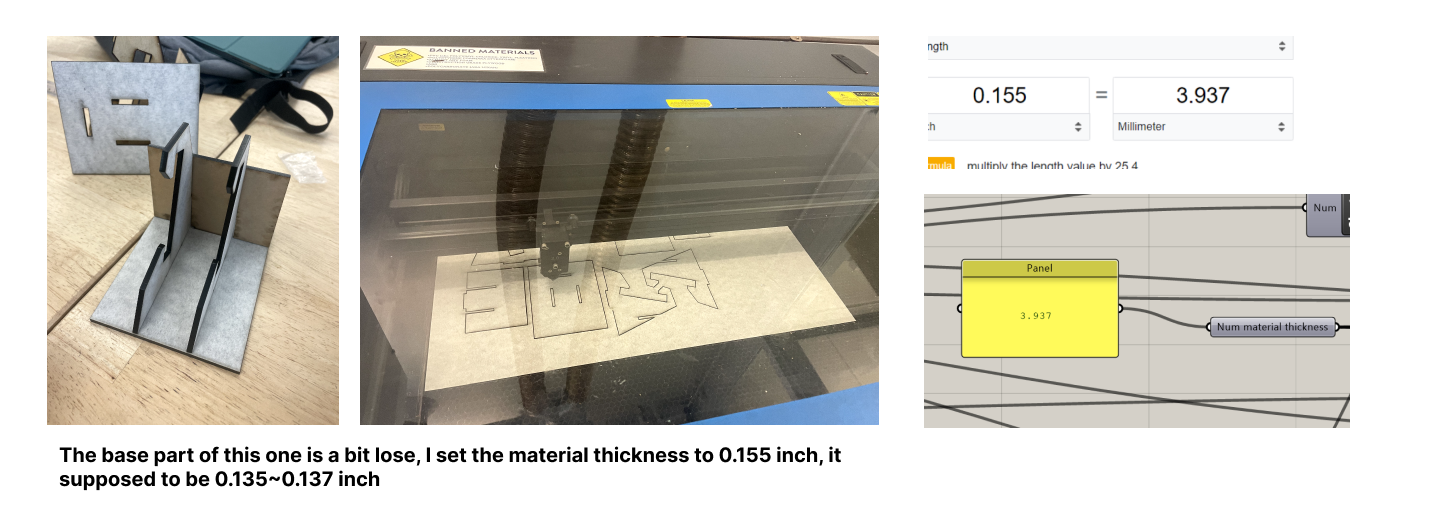 BANNED MATERIALS
ngth
0.155 = 3.937
ch
Millimeter
rmula multiply the length value by 25.4
Num
Panel
3.937
Num material thickness
The base part of this one is a bit lose, I set the material thickness to 0.155 inch, it
supposed to be 0.135~0.137 inch